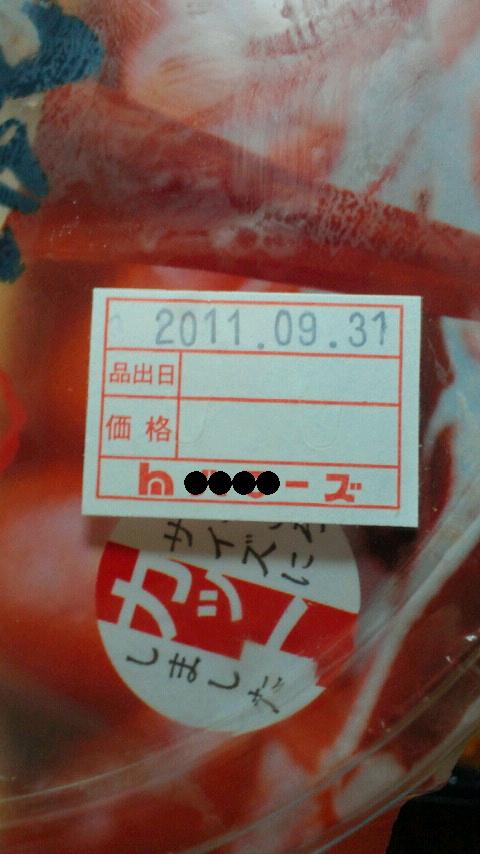 2011.09.31
品出日
価格
ーズ
サイズに
カット
しました